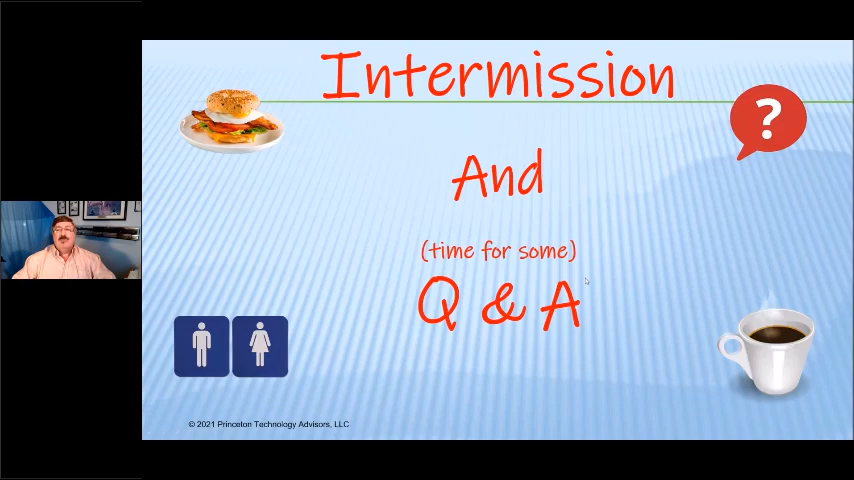 Intermission
?
And
(time for some)
Q & A
© 2021 Princeton Technology Advisors, LLC